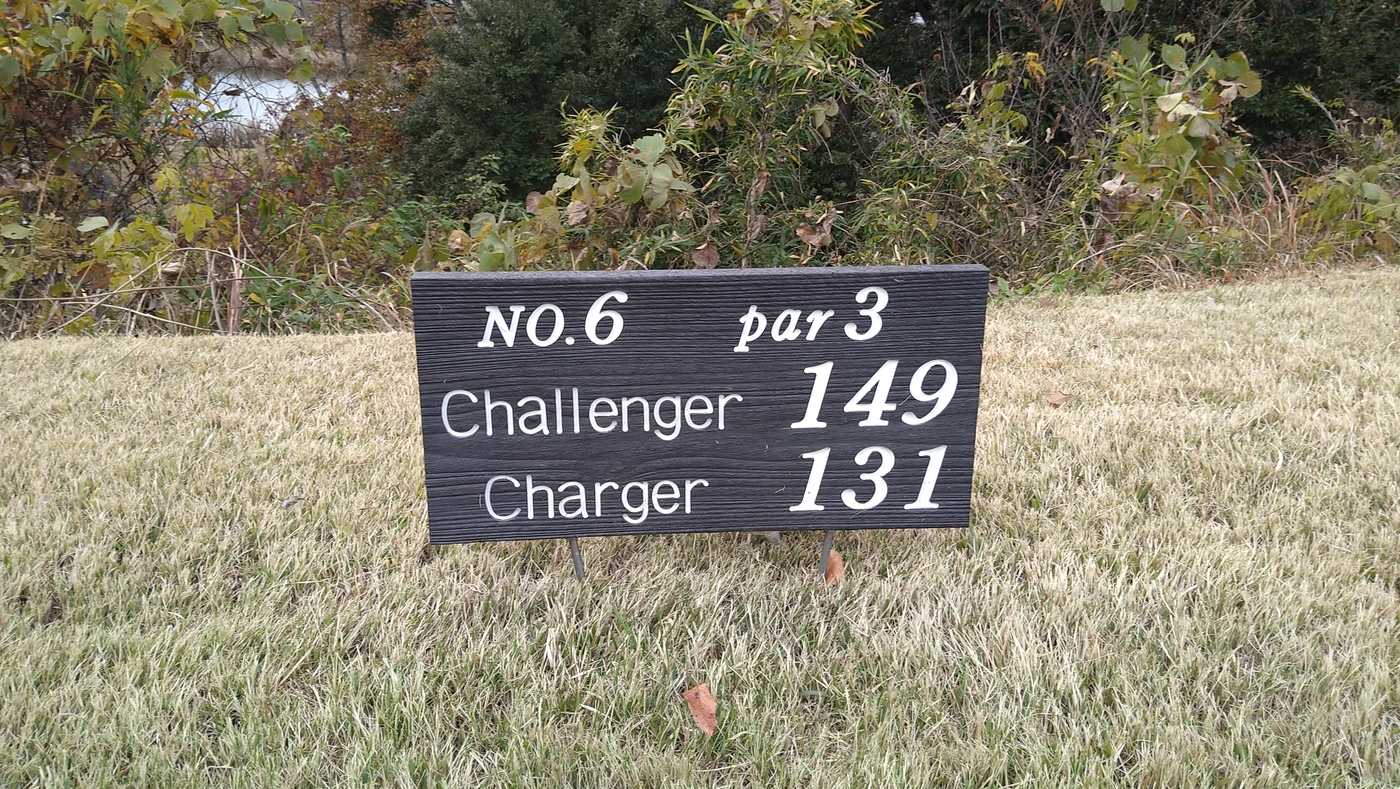 NO.6 par 3
Challenger 149
Charger 131